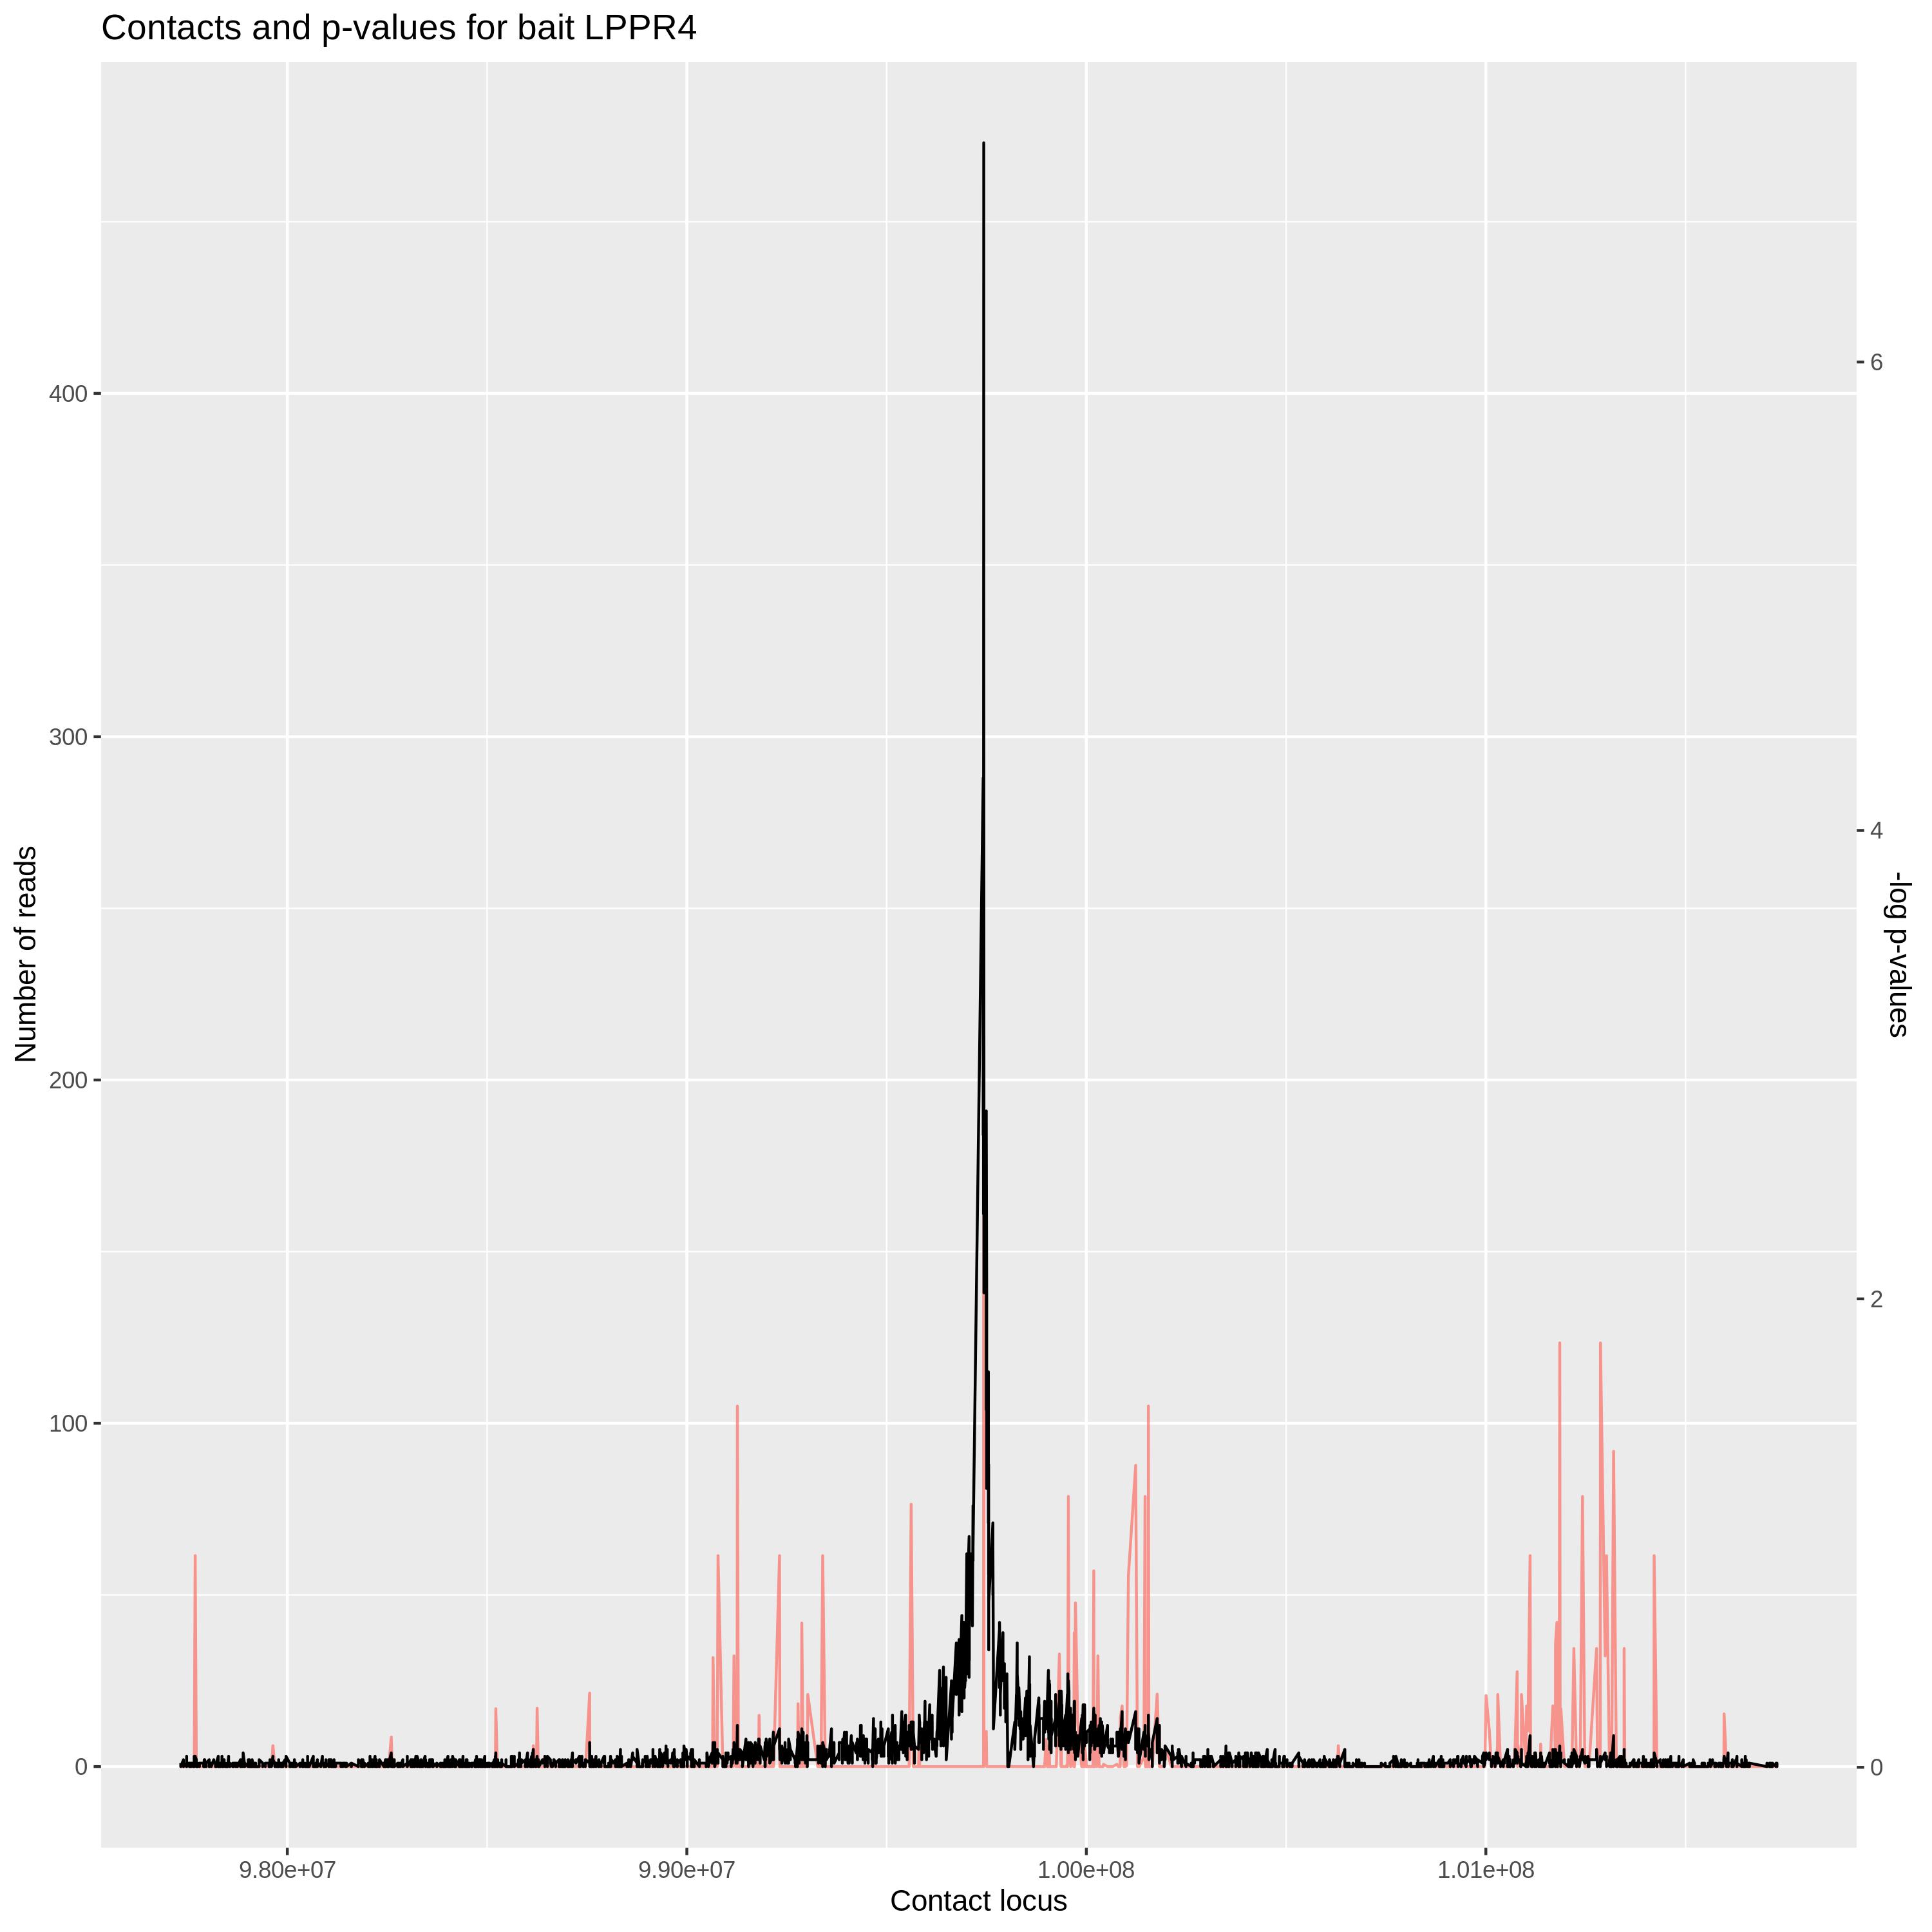 Contacts and p-values for bait LPPR4
Number of reads
400
300
200
100
0
6
4
2
0
-log p-values
9.80e+07
9.90e+07
1.00e+08
1.01e+08
Contact locus